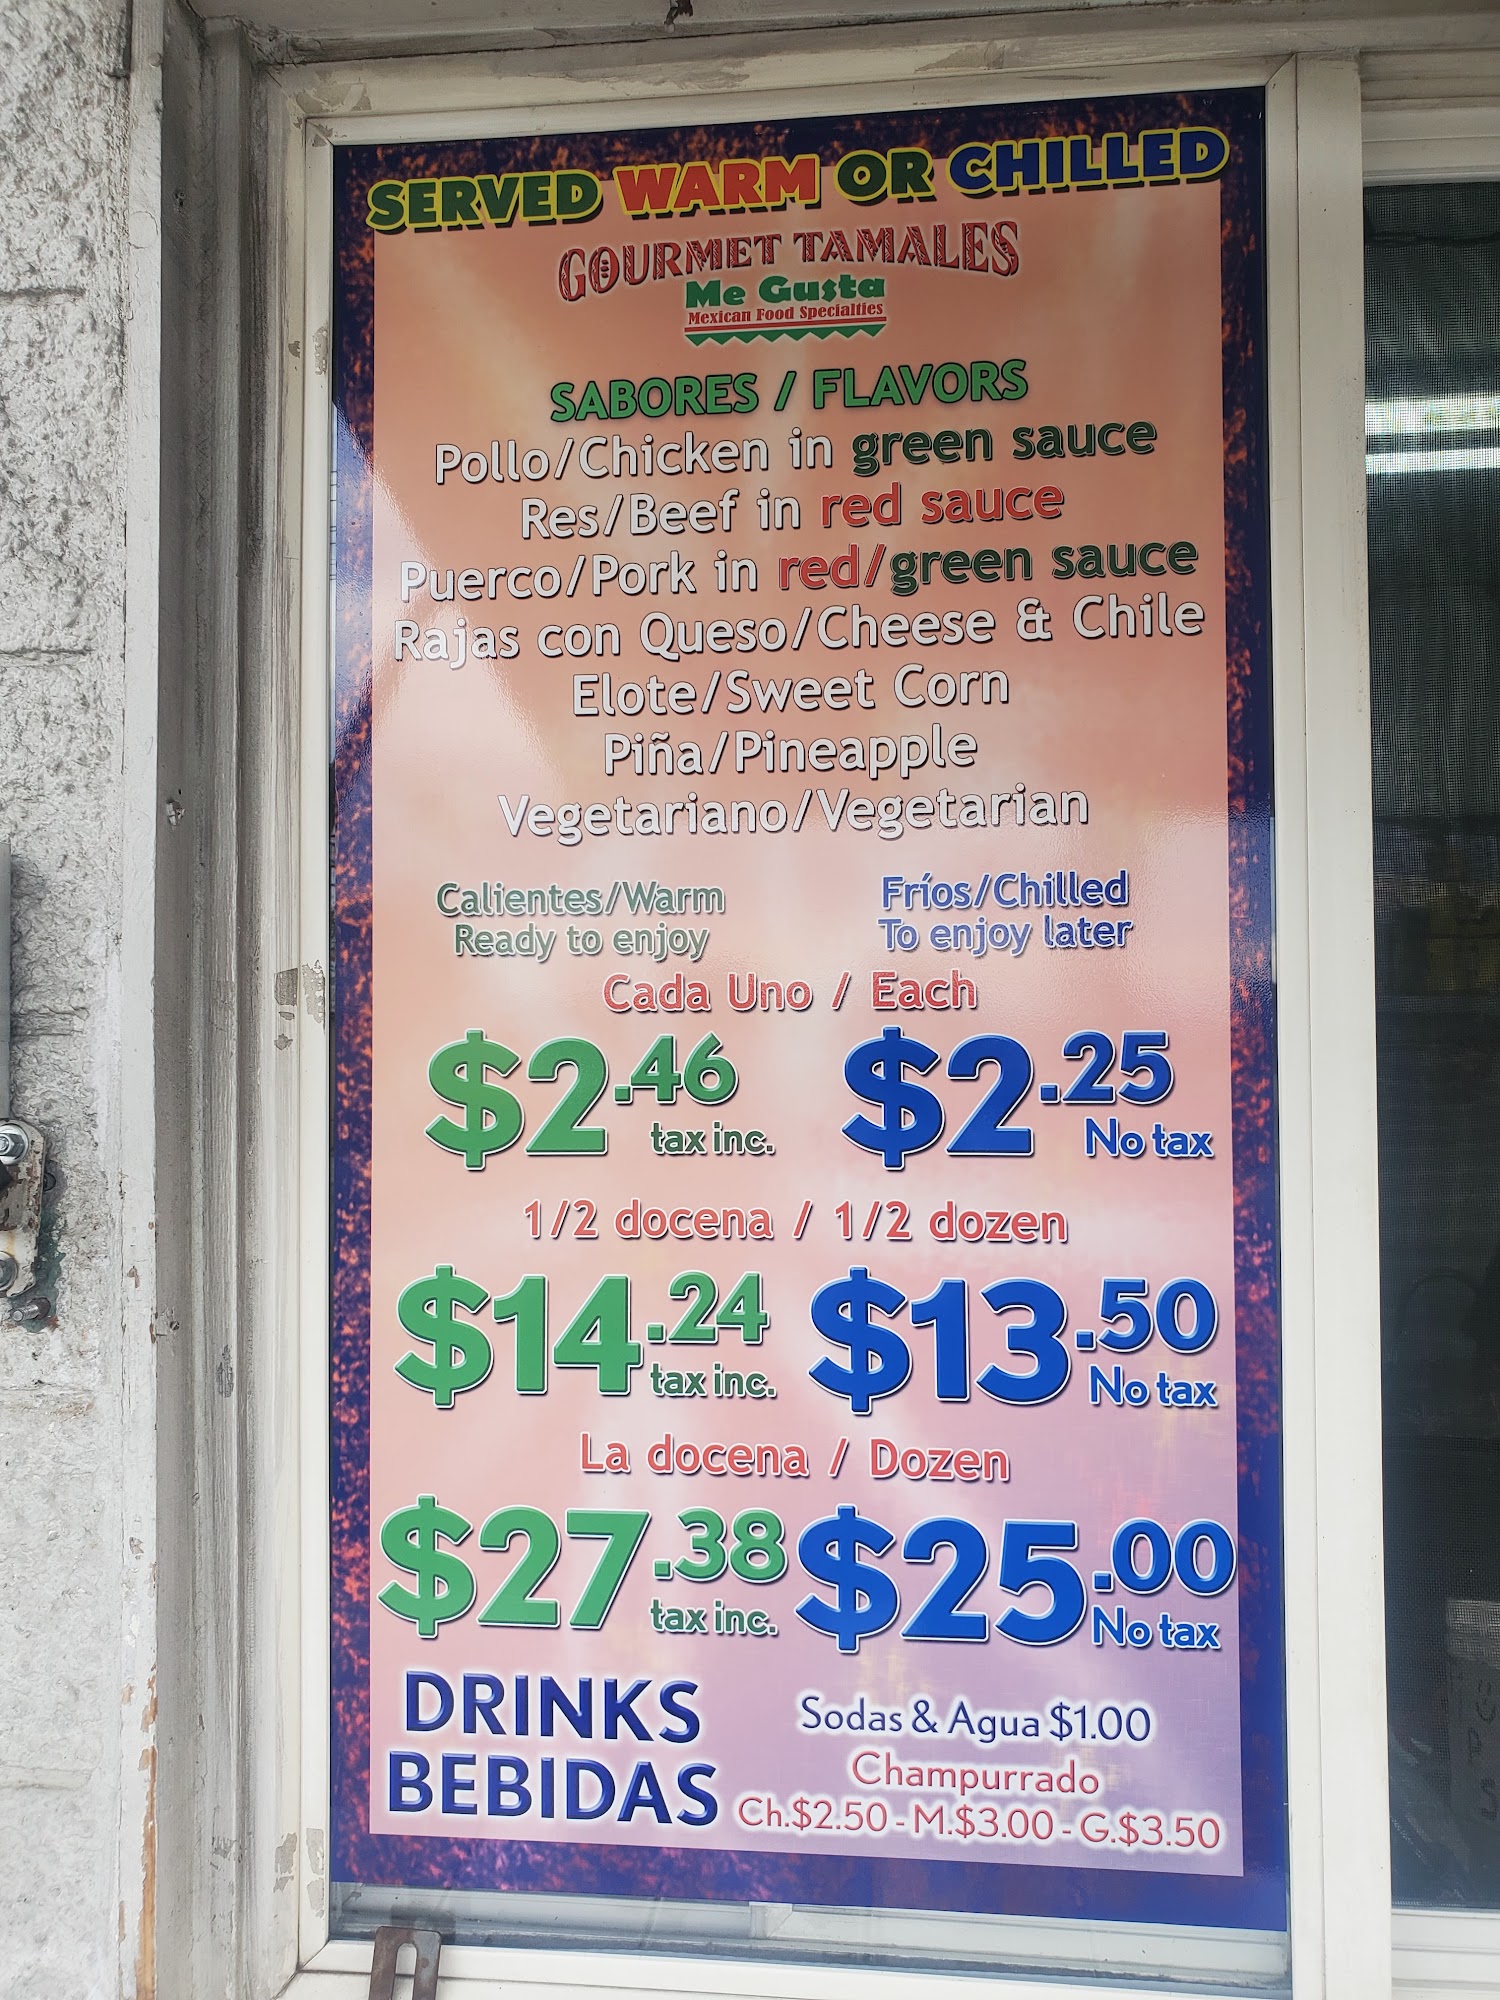 SERVED WARM OR CHILLED
GOURMET TAMALES
Me Gusta
Mexican Food Specialties
SABORES / FLAVORS
Pollo/Chicken in green sauce
Res/Beef in red sauce
Puerco/Pork in red/green sauce
Rajas con Queso/Cheese & Chile
Elote/Sweet Corn
Piña/Pineapple
Vegetariano/Vegetarian
Calientes/Warm
Ready to enjoy
Fríos/Chilled
To enjoy later
Cada Uno / Each
$2.46 tax inc.
$2.25 No tax
1/2 docena / 1/2 dozen
$14.24 tax inc.
$13.50 No tax
La docena / Dozen
$27.38 tax inc.
$25.00 No tax
DRINKS
BEBIDAS
Sodas & Agua $1.00
Champurrado
Ch.$2.50 - M.$3.00 - G.$3.50